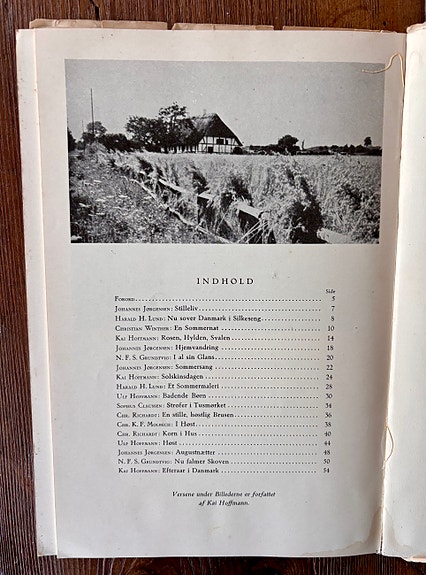 INDHOLD
Side
Forord 5
Johannes Jørgensen: Stilleliv 7
Harald H. Lund: Nu sover Danmark i Silkeseng 8
Christian Winther: En Sommernat 10
Kai Hoffmann: Rosen, Hylden, Svalen 14
Johannes Jørgensen: Hjemvandring 18
N. F. S. Grundtvig: I al sin Glans 20
Johannes Jørgensen: Sommersang 22
Kai Hoffmann: Solskinsdagen 24
Harald H. Lund: Et Sommermaleri 28
Ulf Hoffmann: Badende Børn 30
Sophus Claussen: Strofer i Tusmørket 34
Chr. Richardt: En stille, høstlig Brusen 36
Chr. K. F. Molbech: I Høst 38
Chr. Richardt: Korn i Hus 40
Ulf Hoffmann: Høst 44
Johannes Jørgensen: Augustnætter 48
N. F. S. Grundtvig: Nu falmer Skoven 50
Kai Hoffmann: Efteraar i Danmark 54
Versene under Billederne er forfattet
af Kai Hoffmann.